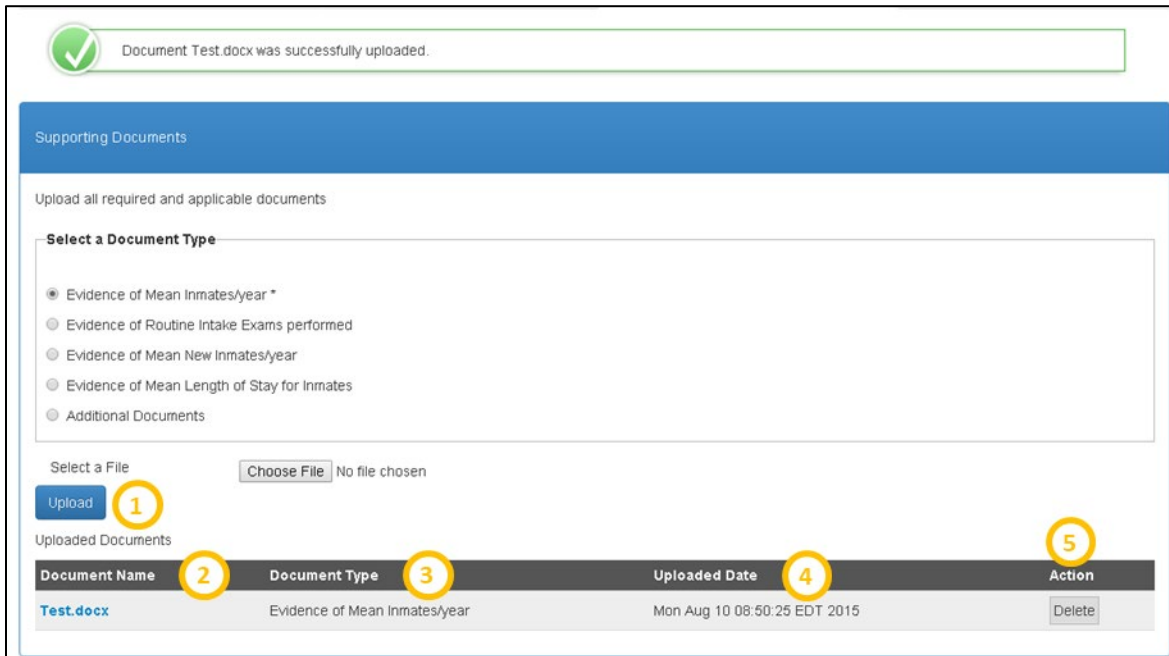 Document Test.docx was successfully uploaded.
Supporting Documents
Upload all required and applicable documents
Select a Document Type
Evidence of Mean Inmates/year *
Evidence of Routine Intake Exams performed
Evidence of Mean New Inmates/year
Evidence of Mean Length of Stay for Inmates
Additional Documents
Select a File Choose File No file chosen
Upload 1
Uploaded Documents 5
Document Name 2 Document Type 3 Uploaded Date 4 Action
Test.docx Evidence of Mean Inmates/year Mon Aug 10 08:50:25 EDT 2015 Delete